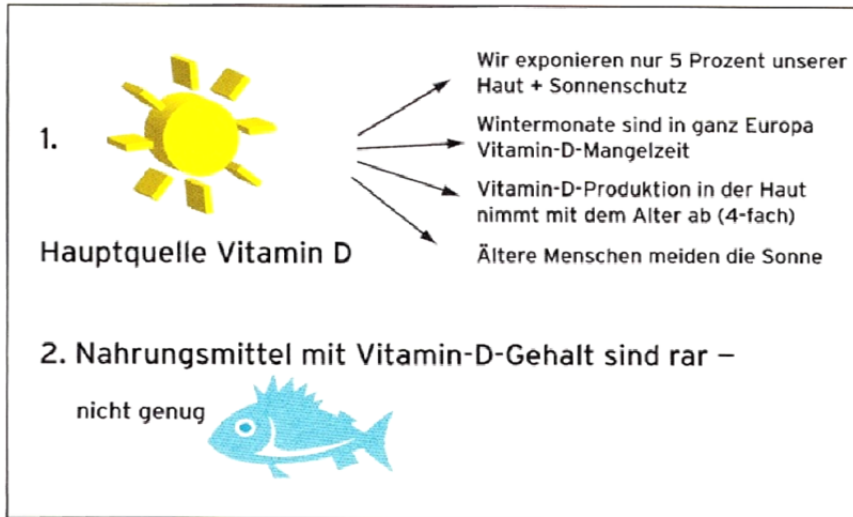 1.
Hauptquelle Vitamin D
Wir exponieren nur 5 Prozent unserer
Haut + Sonnenschutz
Wintermonate sind in ganz Europa
Vitamin-D-Mangelzeit
Vitamin-D-Produktion in der Haut
nimmt mit dem Alter ab (4-fach)
Ältere Menschen meiden die Sonne
2. Nahrungsmittel mit Vitamin-D-Gehalt sind rar –
nicht genug